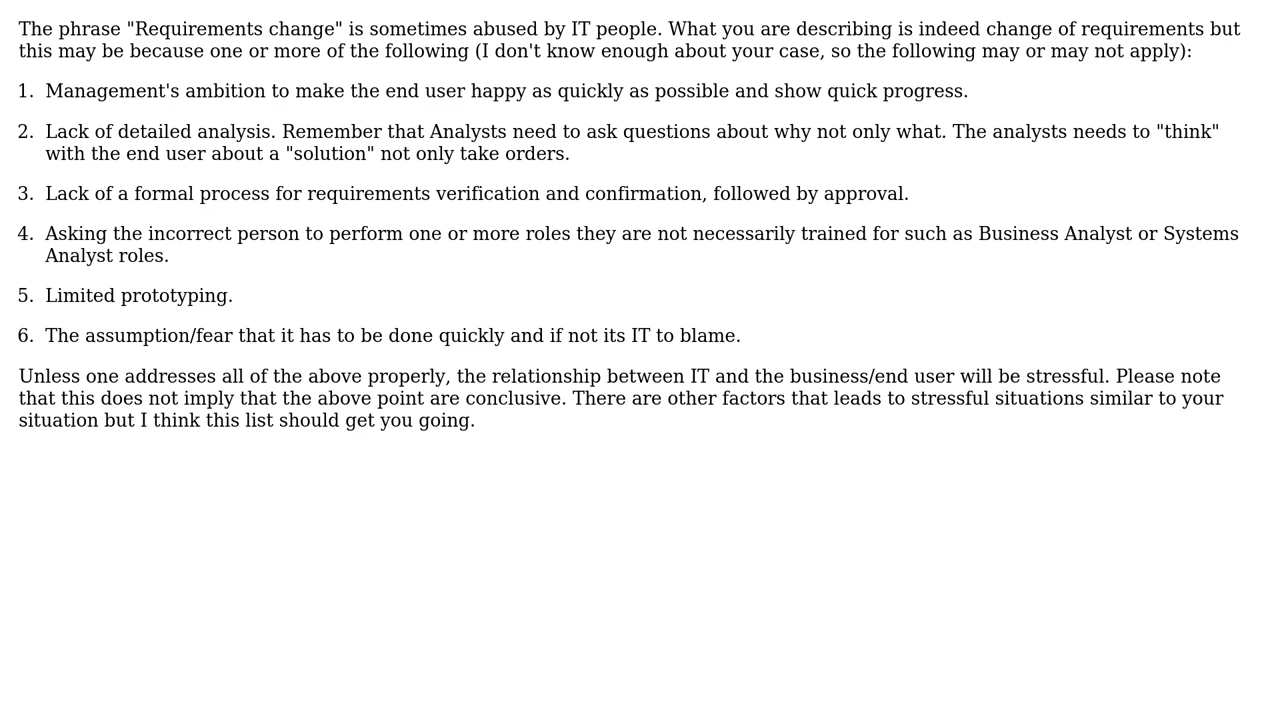 The phrase "Requirements change" is sometimes abused by IT people. What you are describing is indeed change of requirements but
this may be because one or more of the following (I don't know enough about your case, so the following may or may not apply):
1. Management's ambition to make the end user happy as quickly as possible and show quick progress.
2. Lack of detailed analysis. Remember that Analysts need to ask questions about why not only what. The analysts needs to "think"
with the end user about a "solution" not only take orders.
3. Lack of a formal process for requirements verification and confirmation, followed by approval.
4. Asking the incorrect person to perform one or more roles they are not necessarily trained for such as Business Analyst or Systems
Analyst roles.
5. Limited prototyping.
6. The assumption/fear that it has to be done quickly and if not its IT to blame.
Unless one addresses all of the above properly, the relationship between IT and the business/end user will be stressful. Please note
that this does not imply that the above point are conclusive. There are other factors that leads to stressful situations similar to your
situation but I think this list should get you going.